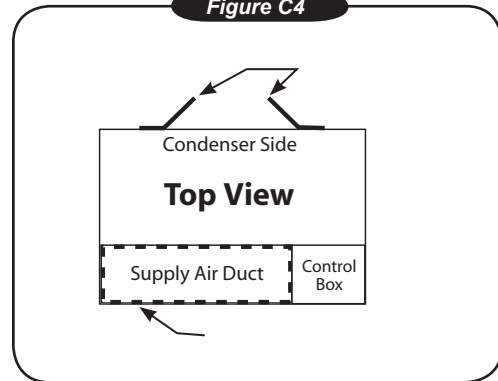 Figure C4
Condenser Side
Top View
Supply Air Duct
Control
Box